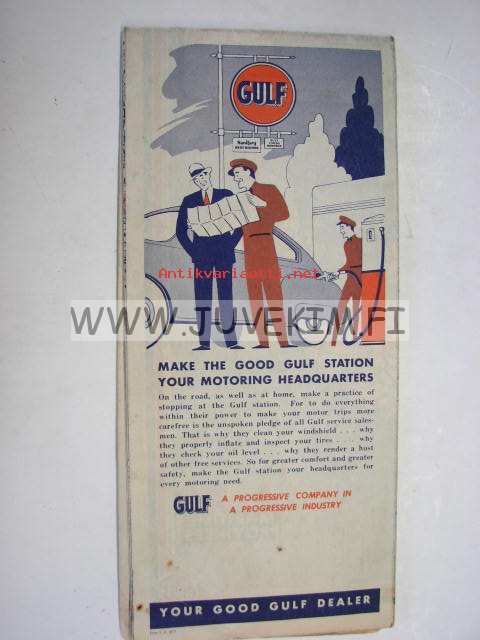 GULF
Antikvariaatti.net
WWW.JUVEKIM.FI
MAKE THE GOOD GULF STATION
YOUR MOTORING HEADQUARTERS
On the road, as well as at home, make a practice of
stopping at the Gulf station. For to do everything
within their power to make your motor trips more
carefree is the unspoken pledge of all Gulf service sales-
men. That is why they clean your windshield . . . why
they properly inflate and inspect your tires . . . why
they check your oil level . . . why they render a host
of other free services. So for greater comfort and greater
safety, make the Gulf station your headquarters for
every motoring need.
GULF
A PROGRESSIVE COMPANY IN
A PROGRESSIVE INDUSTRY
YOUR GOOD GULF DEALER